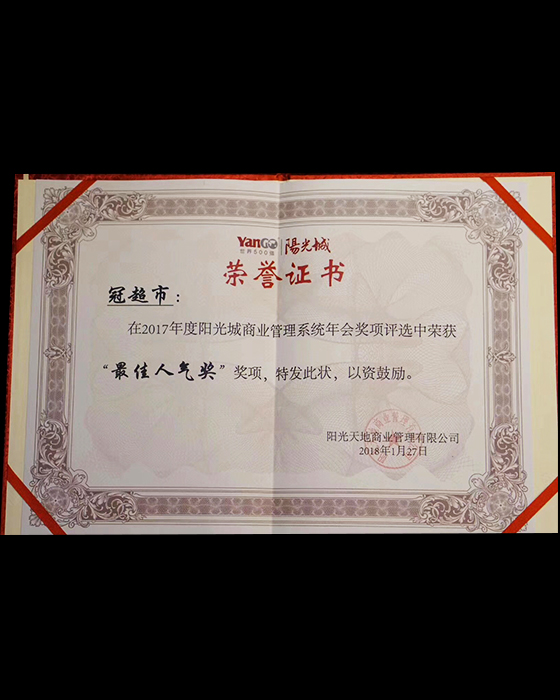 YanGO 陽光城
世界500强
荣誉证书
冠超市：
在2017年度阳光城商业管理系统年会奖项评选中荣获
“最佳人气奖”奖项，特发此状，以资鼓励。
阳光天地商业管理有限公司
2018年1月27日